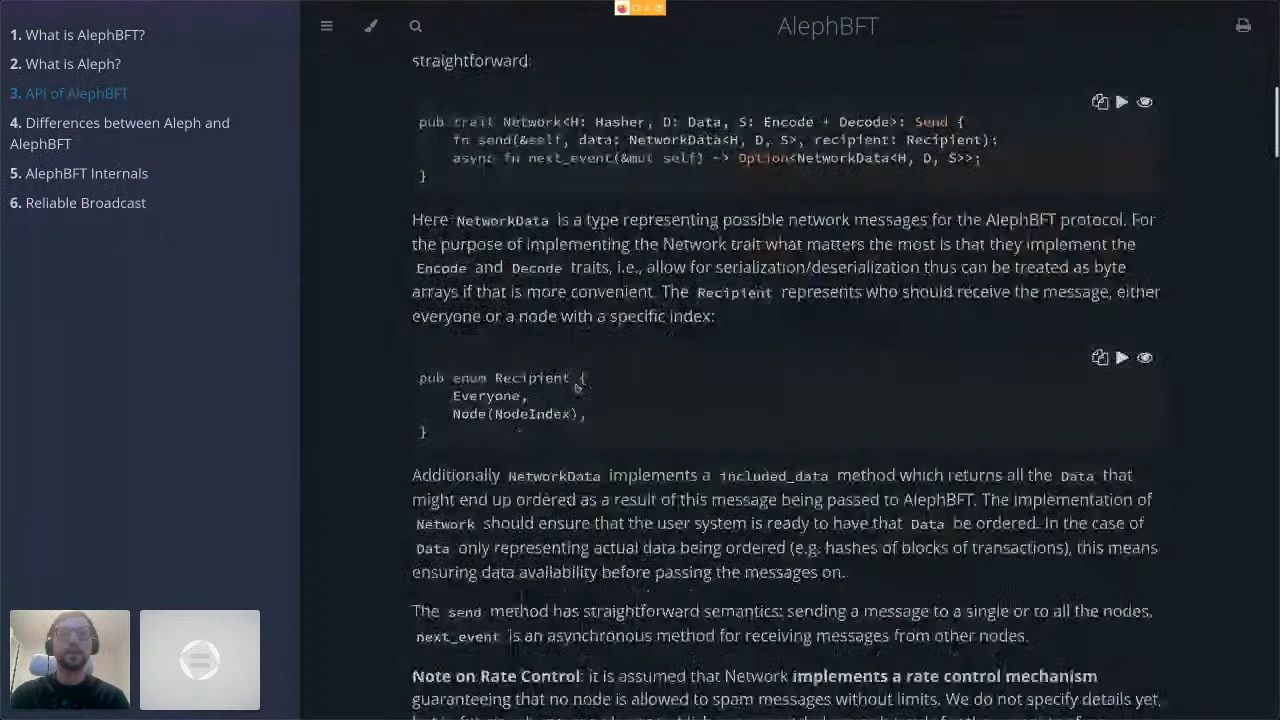 1. What is AlephBFT?
2. What is Aleph?
3. API of AlephBFT
4. Differences between Aleph and
AlephBFT
5. AlephBFT Internals
6. Reliable Broadcast
AlephBFT
straightforward:
pub trait Network<H: Hasher, D: Data, S: Encode + Decode>: Send {
fn send(&self, data: NetworkData<H, D, S>, recipient: Recipient);
async fn next_event(&mut self) -> Option<NetworkData<H, D, S>>;
}
Here NetworkData is a type representing possible network messages for the AlephBFT protocol. For
the purpose of implementing the Network trait what matters the most is that they implement the
Encode and Decode traits, i.e., allow for serialization/deserialization thus can be treated as byte
arrays if that is more convenient. The Recipient represents who should receive the message, either
everyone or a node with a specific index:
pub enum Recipient {
Everyone,
Node(NodeIndex),
}
Additionally NetworkData implements a included_data method which returns all the Data that
might end up ordered as a result of this message being passed to AlephBFT. The implementation of
Network should ensure that the user system is ready to have that Data be ordered. In the case of
Data only representing actual data being ordered (e.g. hashes of blocks of transactions), this means
ensuring data availability before passing the messages on.
The send method has straightforward semantics: sending a message to a single or to all the nodes.
next_event is an asynchronous method for receiving messages from other nodes.
Note on Rate Control: it is assumed that Network implements a rate control mechanism
guaranteeing that no node is allowed to spam messages without limits. We do not specify details yet,